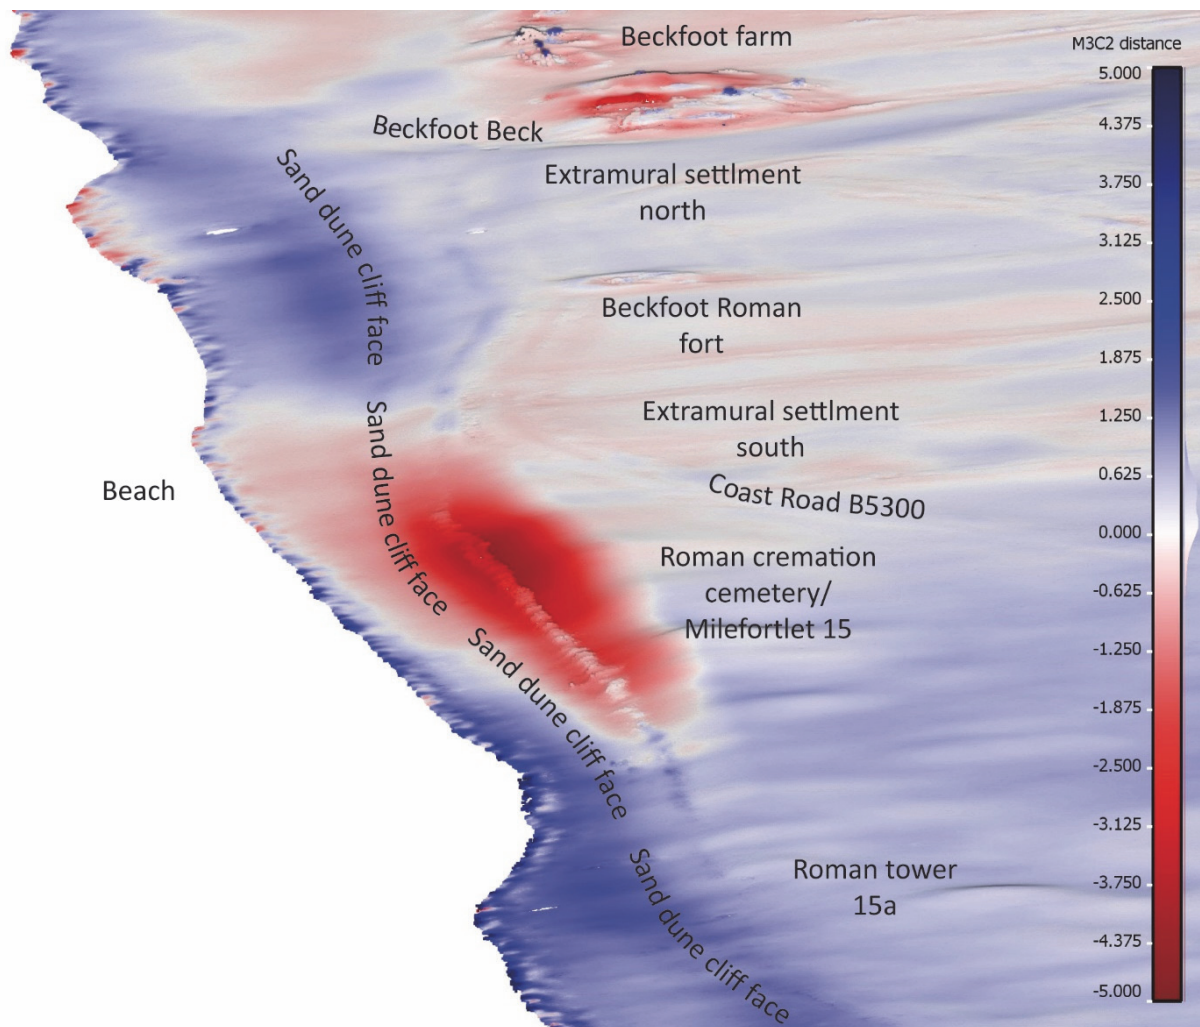 Beckfoot farm
M3C2 distance
5.000
4.375
3.750
3.125
2.500
1.875
1.250
0.625
0.000
-0.625
-1.250
-1.875
-2.500
-3.125
-3.750
-4.375
-5.000
Beckfoot Beck
Sand dune cliff face
Extramural settlment
north
Beckfoot Roman
fort
Sand dune cliff face
Extramural settlment
south
Beach
Coast Road B5300
Roman cremation
cemetery/
Milefortlet 15
Sand dune cliff face
Sand dune cliff face
Roman tower
15a